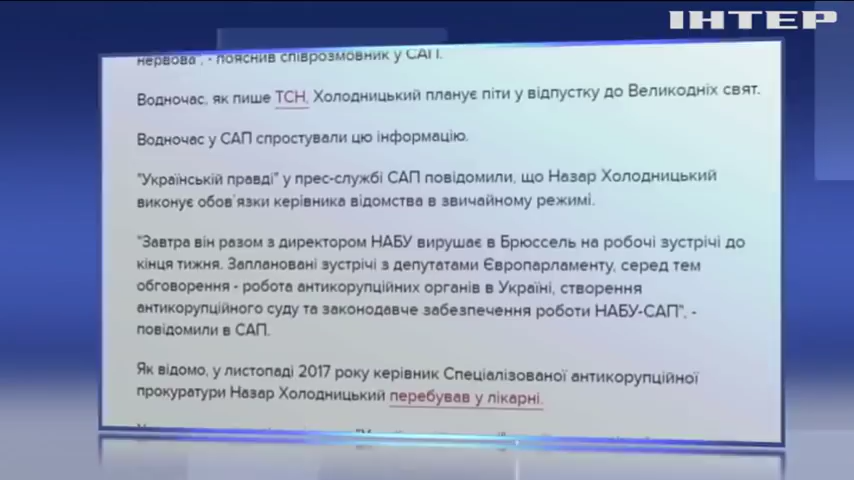 ІНТЕР
нервова", - пояснив співрозмовник у САП.
Водночас, як пише ТСН, Холодницький планує піти у відпустку до Великодніх свят.
Водночас у САП спростували цю інформацію.
"Українській правді" у прес-службі САП повідомили, що Назар Холодницький
виконує обов'язки керівника відомства в звичайному режимі.
"Завтра він разом з директором НАБУ вирушає в Брюссель на робочі зустрічі до
кінця тижня. Заплановані зустрічі з депутатами Європарламенту, серед тем
обговорення - робота антикорупційних органів в Україні, створення
антикорупційного суду та законодавче забезпечення роботи НАБУ-САП", -
повідомили в САП.
Як відомо, у листопаді 2017 року керівник Спеціалізованої антикорупційної
прокуратури Назар Холодницький перебував у лікарні.